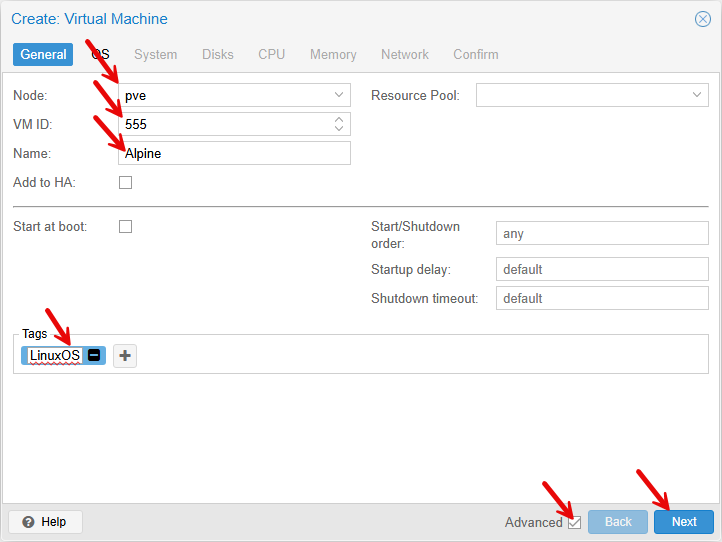 Create: Virtual Machine
General OS System Disks CPU Memory Network Confirm
Node: pve Resource Pool:
VM ID: 555
Name: Alpine
Add to HA:
Start at boot: Start/Shutdown order: any
Startup delay: default
Shutdown timeout: default
Tags
LinuxOS
Help Advanced Back Next